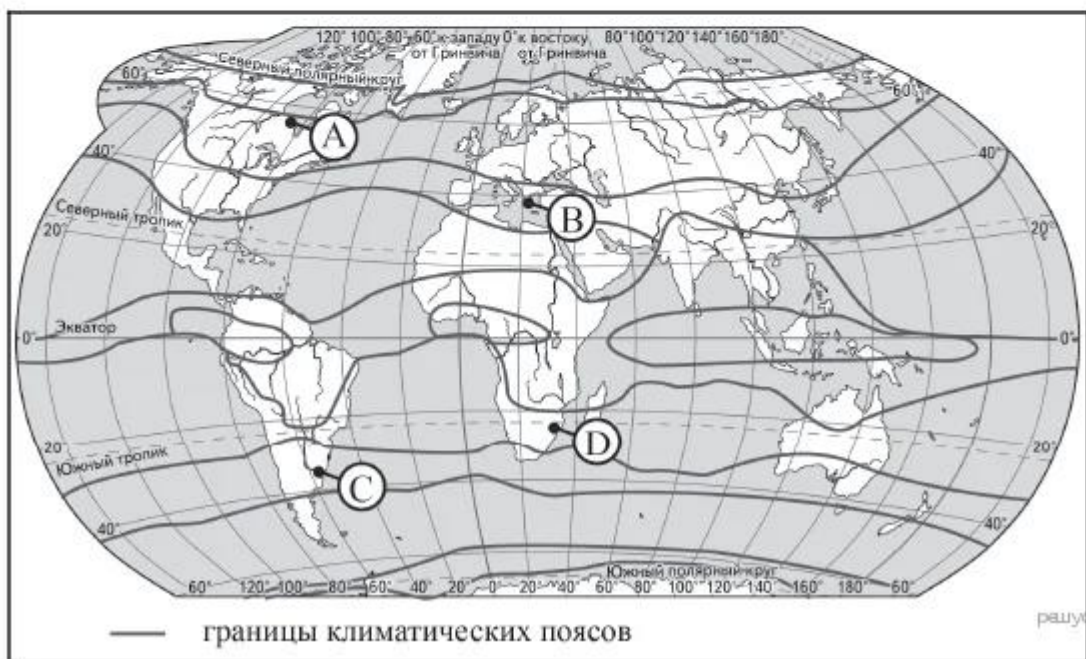 120° 100° 80° 60° к западу 0° к востоку 80° 100° 120° 140° 160° 180°
от Гринвича от Гринвича
Северный полярный круг
60° 60°
A
40° 40°
B
Северный тропик
20° 20°
Экватор
0° 0°
D
20° 20°
Южный тропик
C
40° 40°
Южный полярный круг
60° 120° 100° 80° 60° 40° 20° 0° 20° 40° 60° 80° 100° 120° 140° 160° 60°
границы климатических поясов
решу